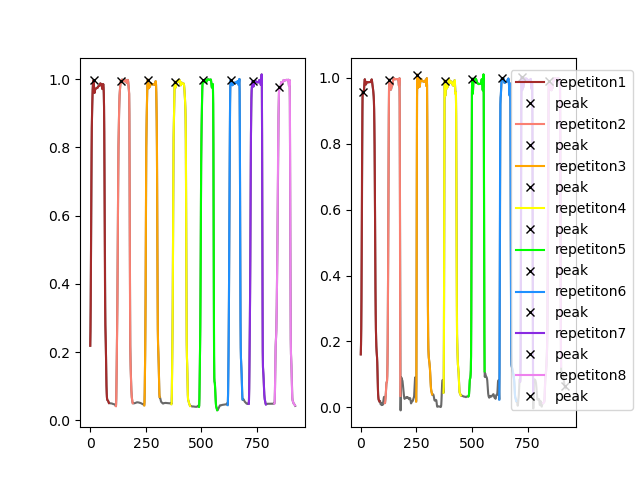 1.0
0.8
0.6
0.4
0.2
0.0
0 250 500 750
1.0
0.8
0.6
0.4
0.2
0.0
0 250 500 750
repetiton1
peak
repetiton2
peak
repetiton3
peak
repetiton4
peak
repetiton5
peak
repetiton6
peak
repetiton7
peak
repetiton8
peak